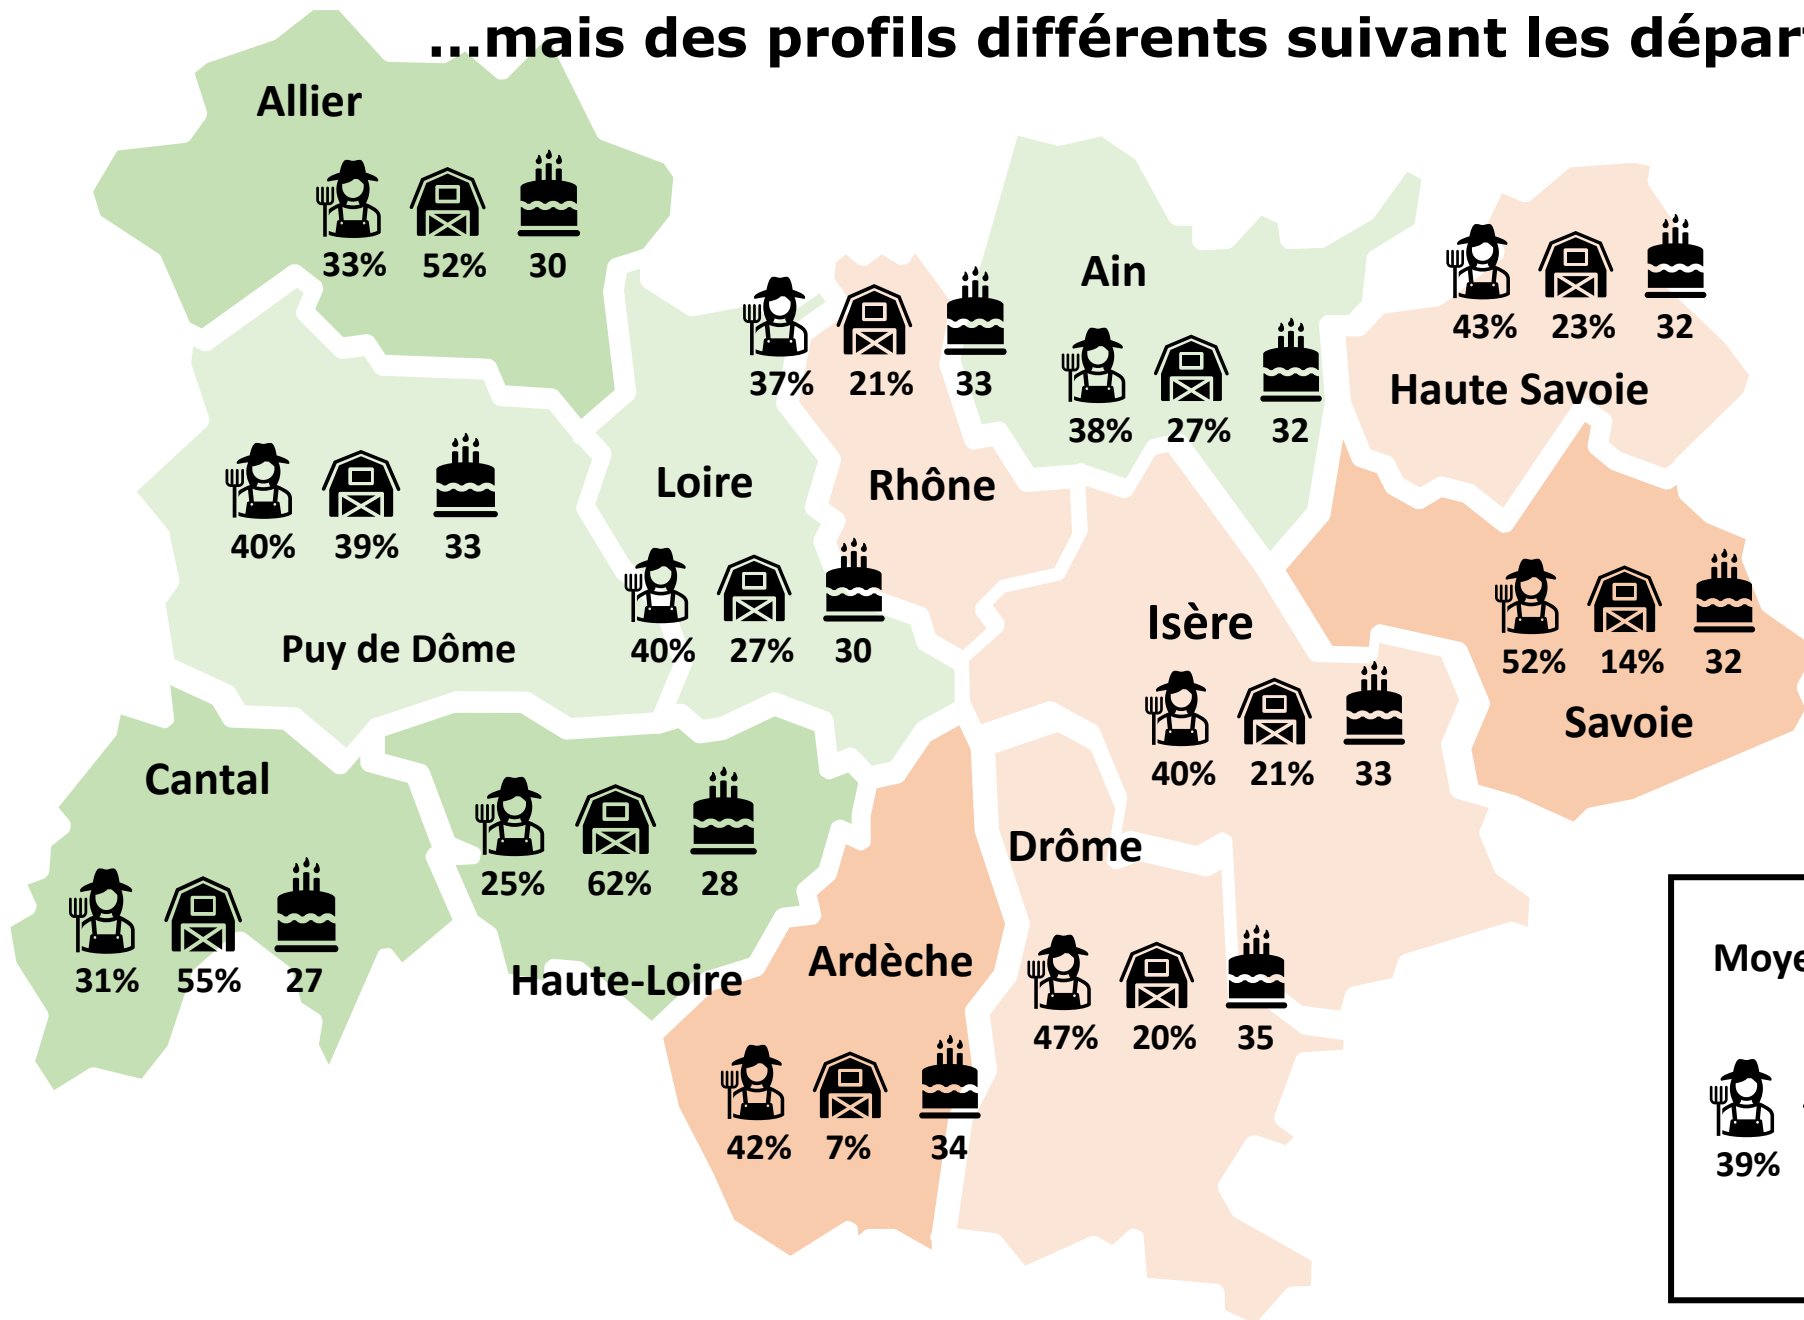 ...mais des profils différents suivant les dépar
Allier
33% 52% 30
Ain
38% 27% 32
43% 23% 32
Haute Savoie
37% 21% 33
Rhône
Loire
40% 27% 30
40% 39% 33
Puy de Dôme
Isère
40% 21% 33
52% 14% 32
Savoie
Cantal
31% 55% 27
25% 62% 28
Haute-Loire
Drôme
47% 20% 35
Ardèche
42% 7% 34
Moye
39%